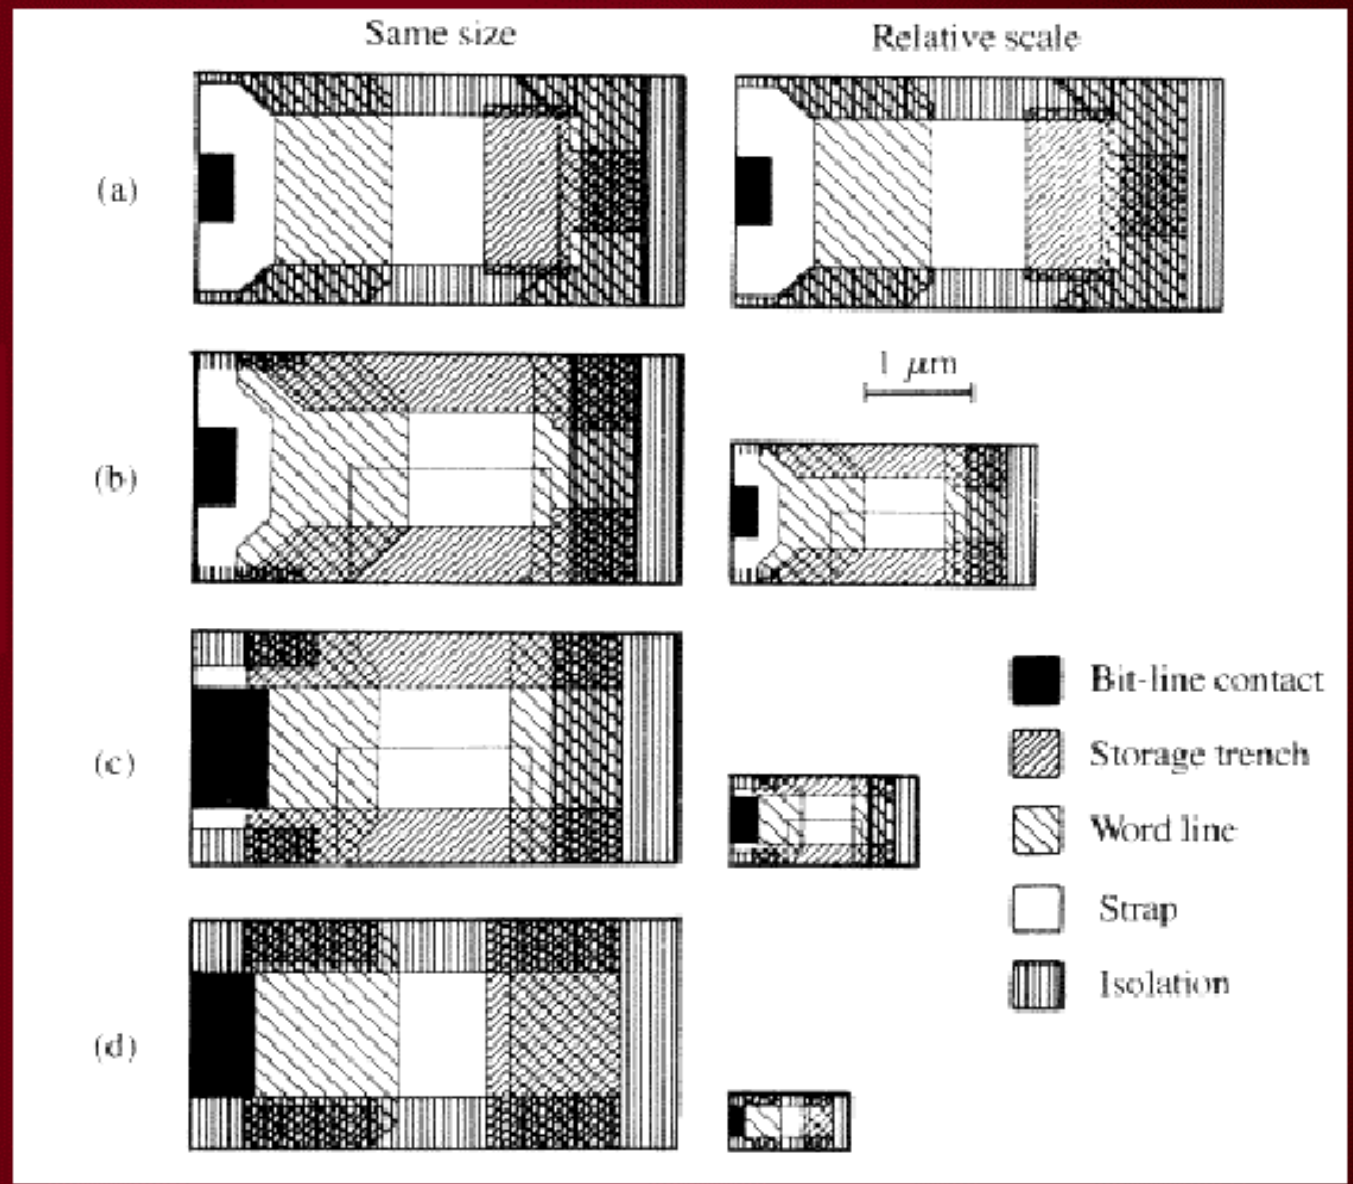 Same size
Relative scale
(a)
1 μm
(b)
Bit-line contact
Storage trench
(c)
Word line
Strap
Isolation
(d)